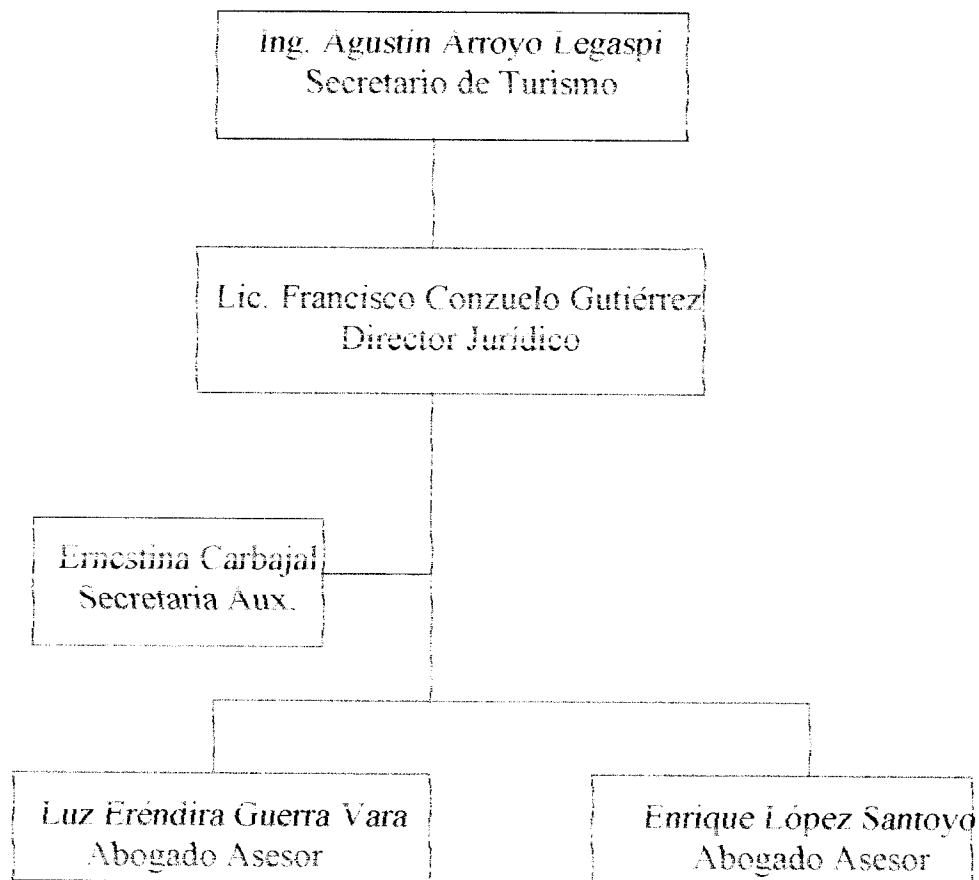 Ing. Agustín Arroyo Legaspi
Secretario de Turismo
Lic. Francisco Conzuelo Gutiérrez
Director Jurídico
Ernestina Carbajal
Secretaria Aux.
Luz Eréndira Guerra Vara
Abogado Asesor
Enrique López Santoyo
Abogado Asesor